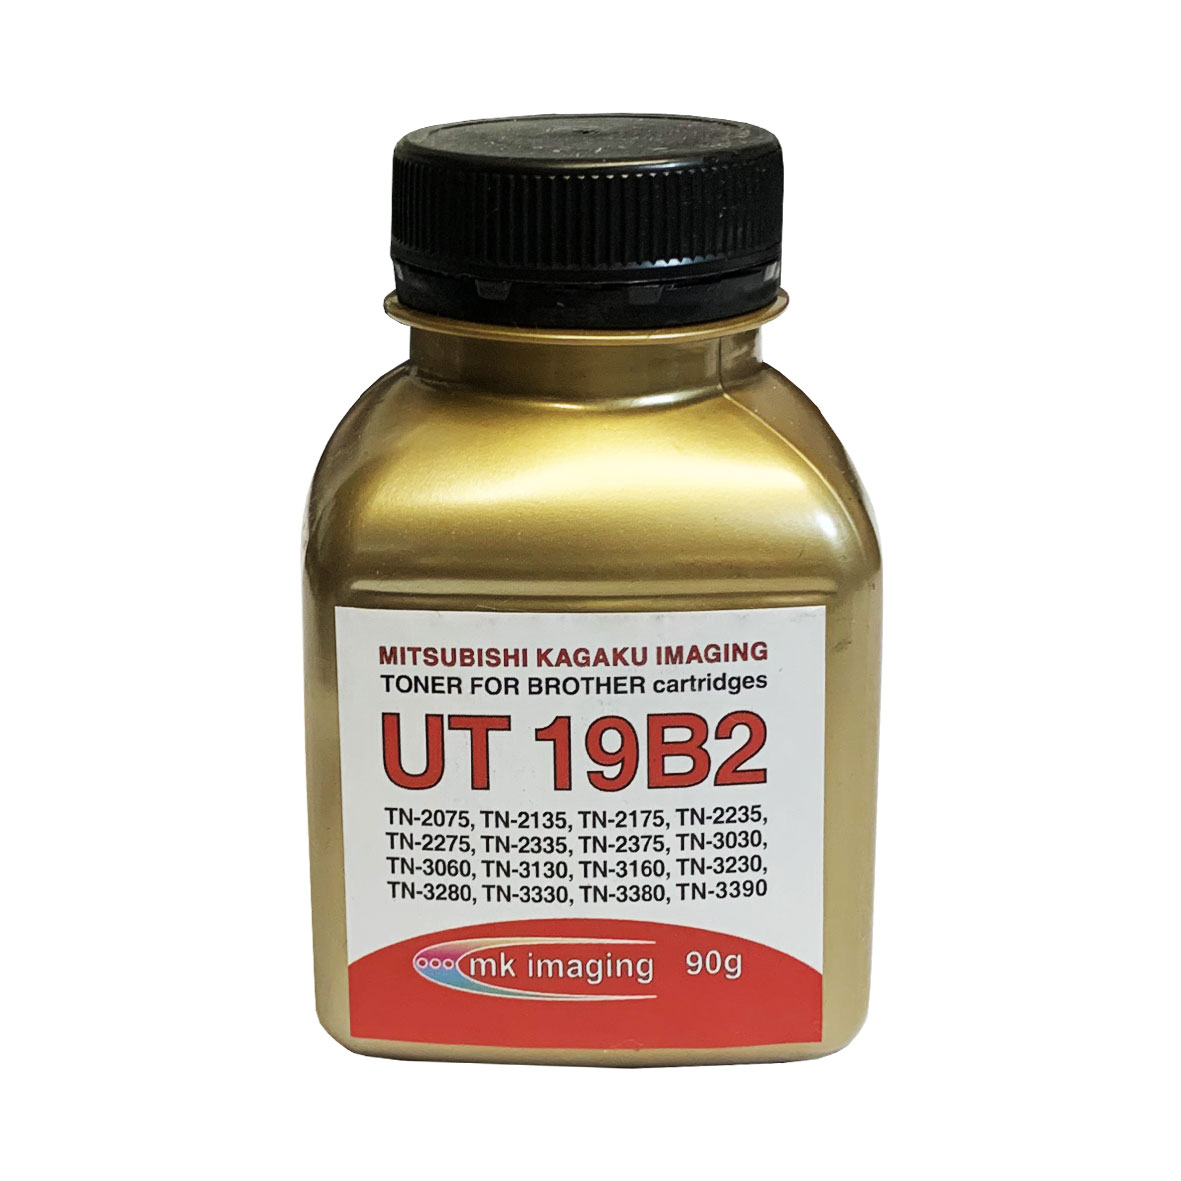 MITSUBISHI KAGAKU IMAGING
TONER FOR BROTHER cartridges
UT 19B2
TN-2075, TN-2135, TN-2175, TN-2235,
TN-2275, TN-2335, TN-2375, TN-3030,
TN-3060, TN-3130, TN-3160, TN-3230,
TN-3280, TN-3330, TN-3380, TN-3390
mk imaging 90g